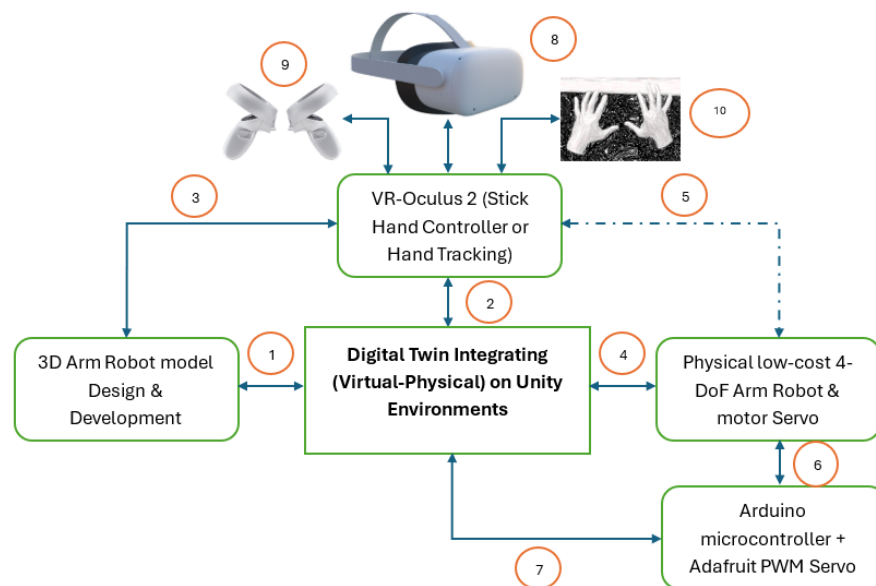 8
9
10
3
VR-Oculus 2 (Stick
Hand Controller or
Hand Tracking)
5
2
3D Arm Robot model
Design &
Development
1
Digital Twin Integrating
(Virtual-Physical) on Unity
Environments
4
Physical low-cost 4-
DoF Arm Robot &
motor Servo
6
Arduino
microcontroller +
Adafruit PWM Servo
7